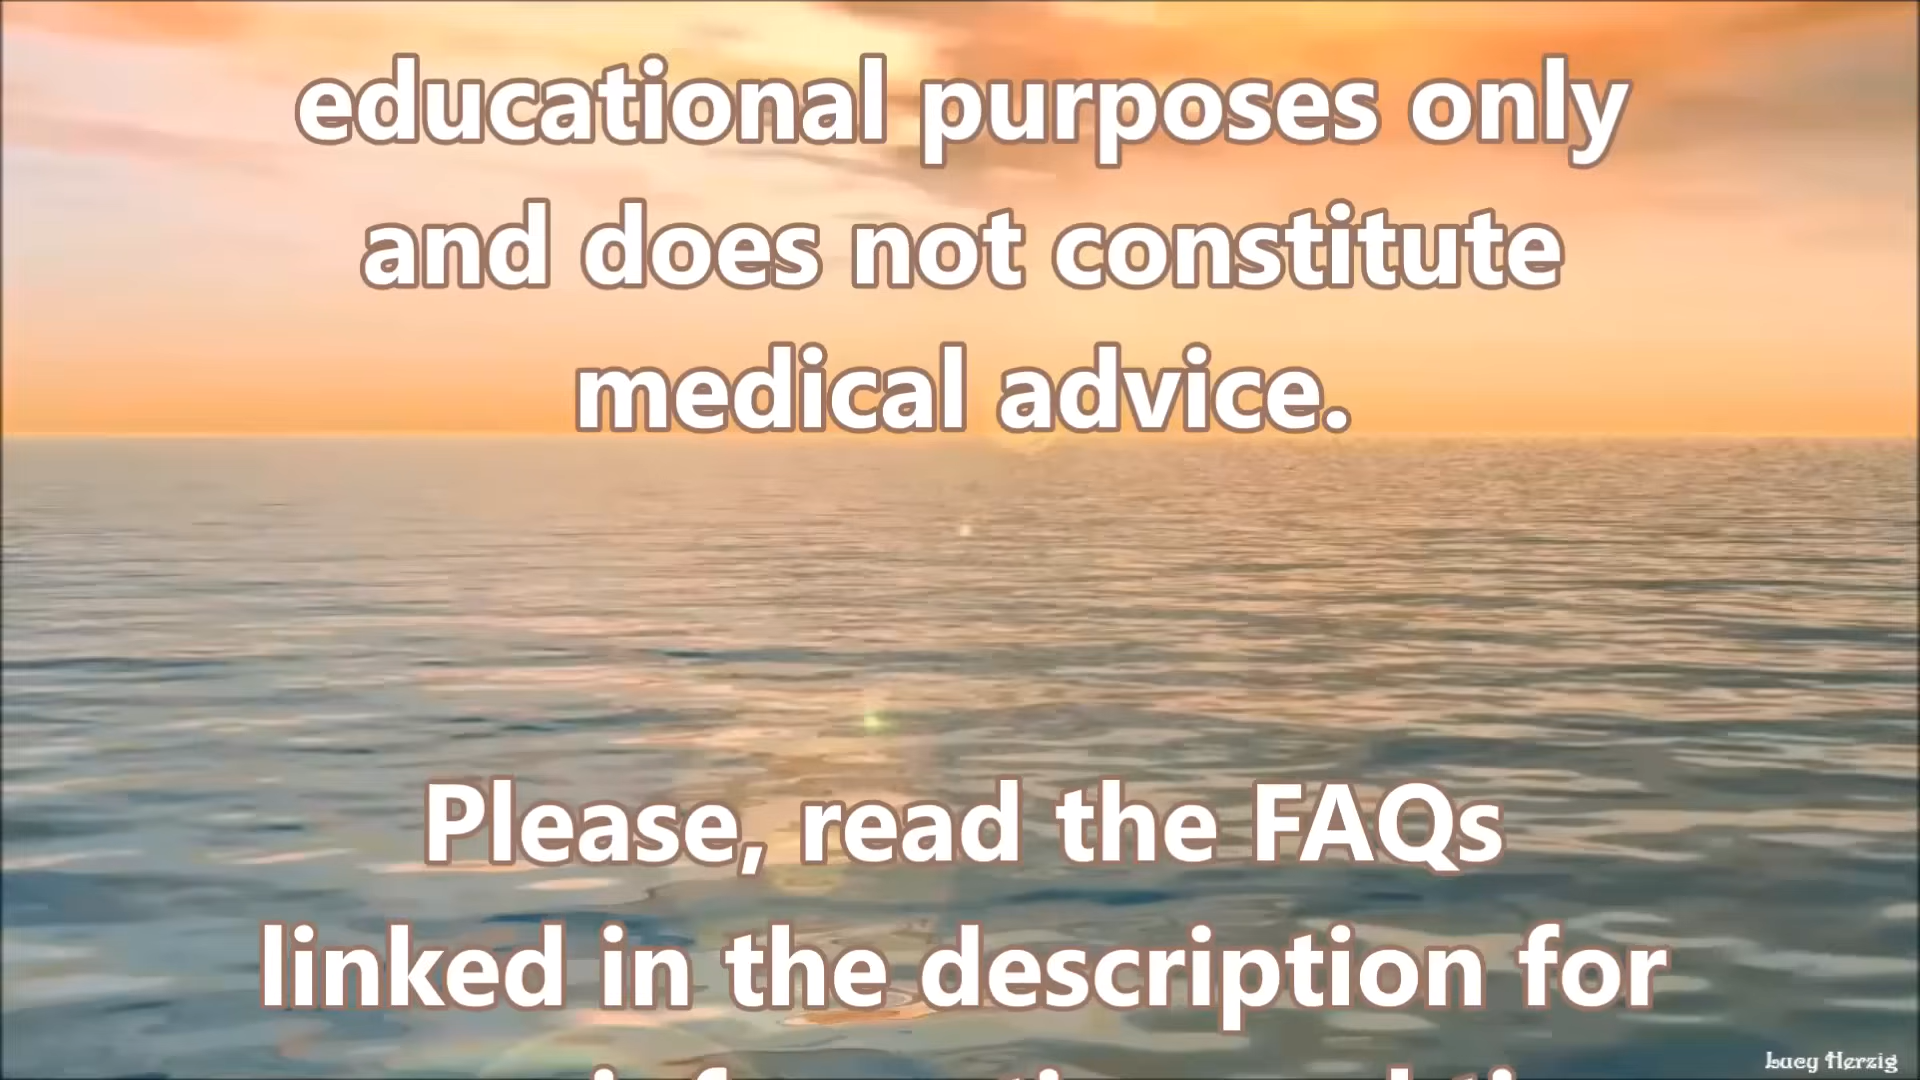 educational purposes only
and does not constitute
medical advice.
Please, read the FAQs
linked in the description for
Lucy Herzig